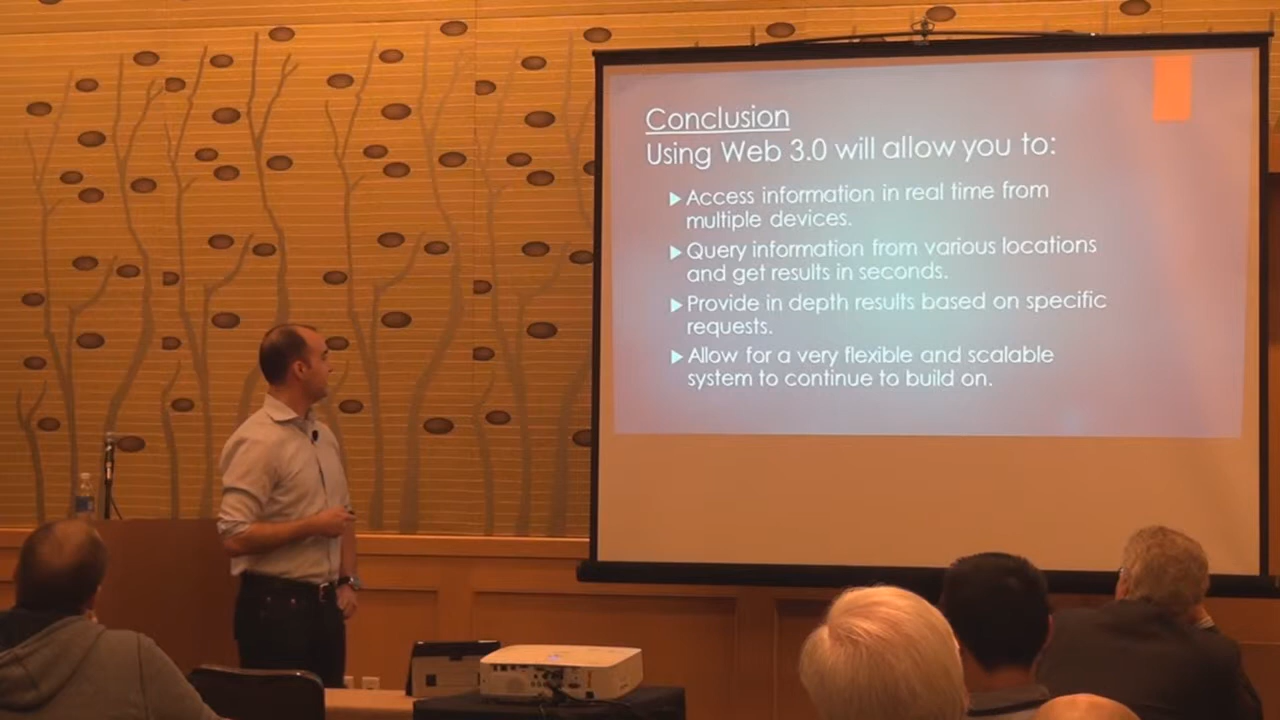 Conclusion
Using Web 3.0 will allow you to:
▶Access information in real time from
multiple devices.
▶Query information from various locations
and get results in seconds.
▶Provide in depth results based on specific
requests.
▶Allow for a very flexible and scalable
system to continue to build on.